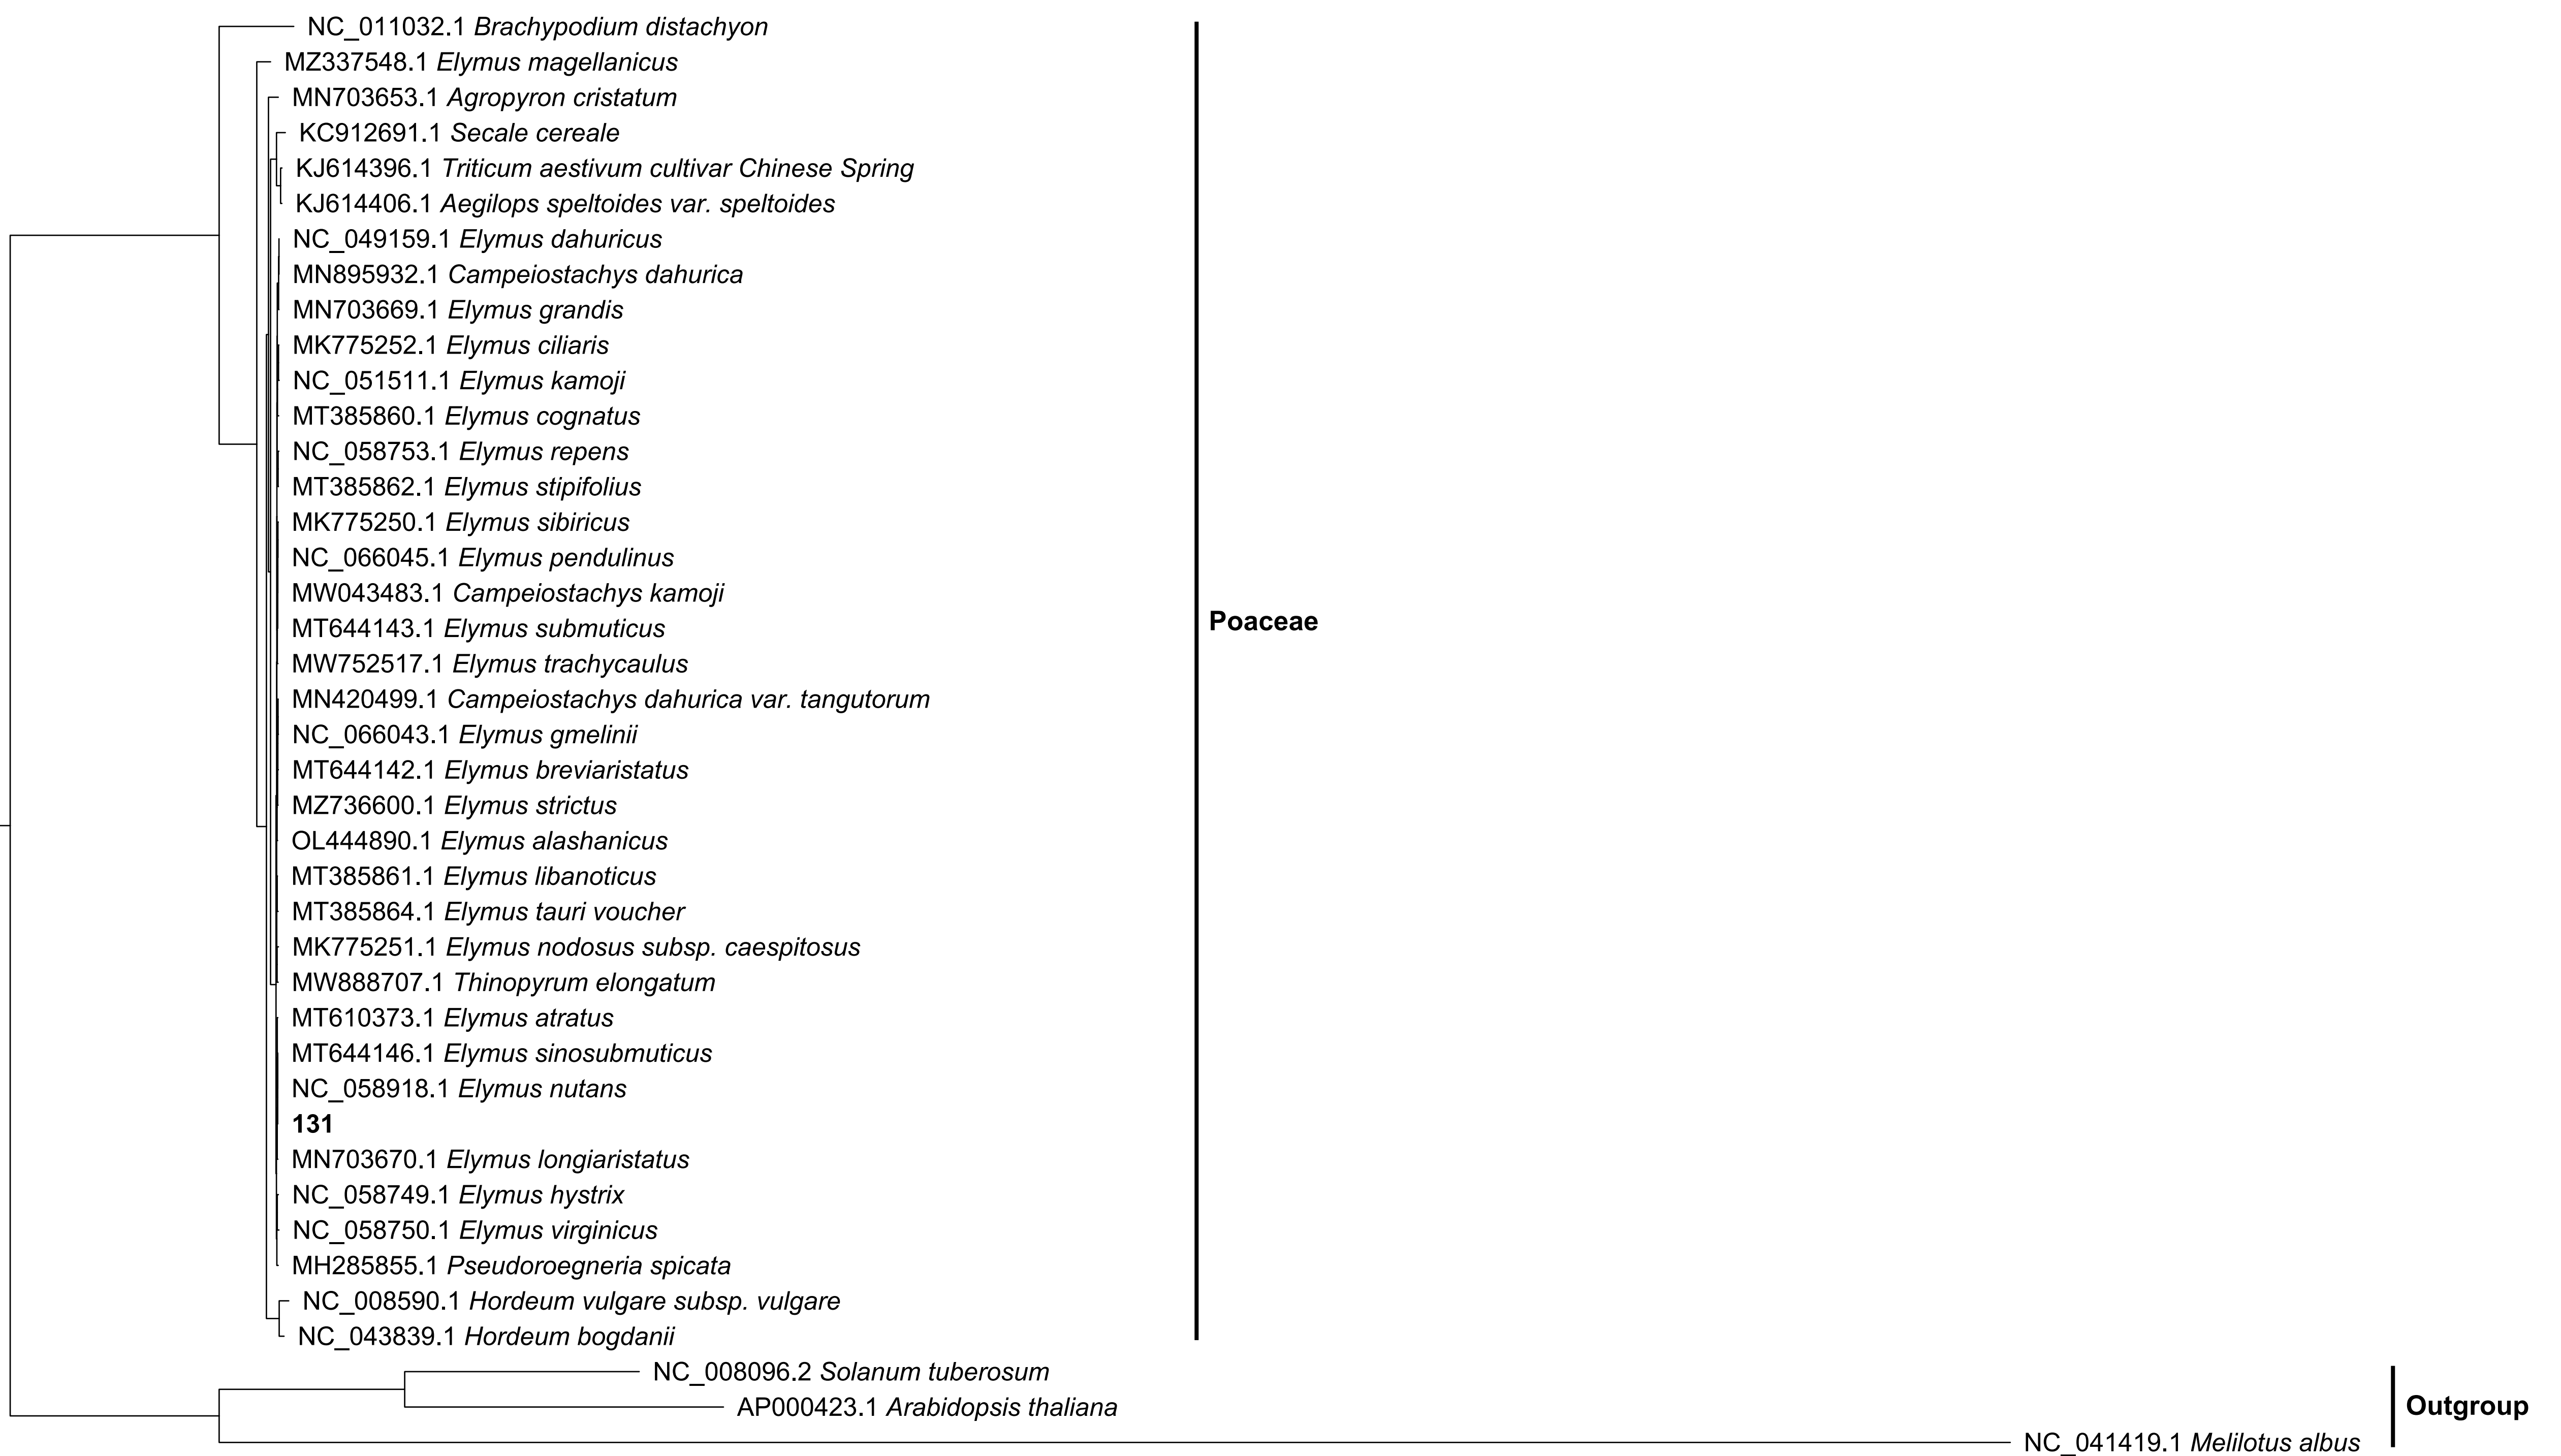 NC_011032.1 Brachypodium distachyon
MZ337548.1 Elymus magellanicus
MN703653.1 Agropyron cristatum
KC912691.1 Secale cereale
KJ614396.1 Triticum aestivum cultivar Chinese Spring
KJ614406.1 Aegilops speltoides var. speltoides
NC_049159.1 Elymus dahuricus
MN895932.1 Campeiostachys dahurica
MN703669.1 Elymus grandis
MK775252.1 Elymus ciliaris
NC_051511.1 Elymus kamoji
MT385860.1 Elymus cognatus
NC_058753.1 Elymus repens
MT385862.1 Elymus stipifolius
MK775250.1 Elymus sibiricus
NC_066045.1 Elymus pendulinus
MW043483.1 Campeiostachys kamoji
Poaceae
MT644143.1 Elymus submuticus
MW752517.1 Elymus trachycaulus
MN420499.1 Campeiostachys dahurica var. tangutorum
NC_066043.1 Elymus gmelinii
MT644142.1 Elymus breviaristatus
MZ736600.1 Elymus strictus
OL444890.1 Elymus alashanicus
MT385861.1 Elymus libanoticus
MT385864.1 Elymus tauri voucher
MK775251.1 Elymus nodosus subsp. caespitosus
MW888707.1 Thinopyrum elongatum
MT610373.1 Elymus atratus
MT644146.1 Elymus sinosubmuticus
NC_058918.1 Elymus nutans
131
MN703670.1 Elymus longiaristatus
NC_058749.1 Elymus hystrix
NC_058750.1 Elymus virginicus
MH285855.1 Pseudoroegneria spicata
NC_008590.1 Hordeum vulgare subsp. vulgare
NC_043839.1 Hordeum bogdanii
NC_008096.2 Solanum tuberosum
AP000423.1 Arabidopsis thaliana
Outgroup
NC_041419.1 Melilotus albus